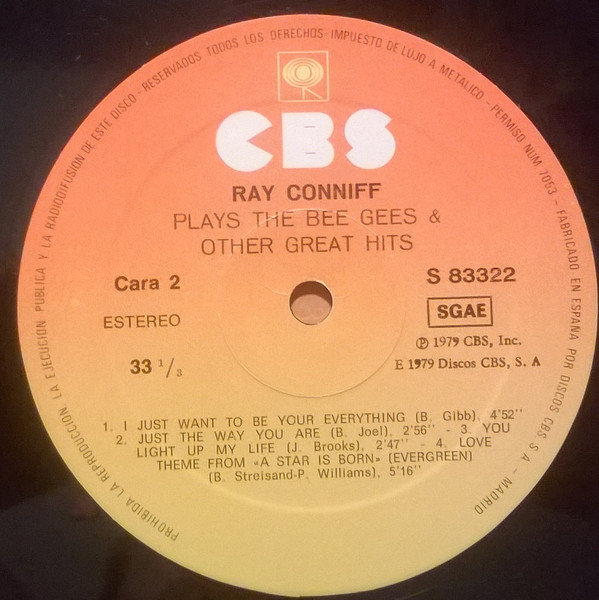 PROHIBIDA LA REPRODUCCION, LA EJECUCION PUBLICA Y LA RADIODIFUSION DE ESTE DISCO - RESERVADOS TODOS LOS DERECHOS - IMPUESTO DE LUJO A METALICO - PERMISO NUM. 7053 - FABRICADO EN ESPAÑA POR DISCOS CBS S A - MADRID
CBS
RAY CONNIFF
PLAYS THE BEE GEES &
OTHER GREAT HITS
Cara 2
S 83322
ESTEREO
SGAE
33 1/3
℗ 1979 CBS, Inc.
E 1979 Discos CBS, S. A
1. I JUST WANT TO BE YOUR EVERYTHING (B. Gibb), 4'52"
2. JUST THE WAY YOU ARE (B. Joel), 2'56" - 3. YOU
LIGHT UP MY LIFE (J. Brooks), 2'47" - 4. LOVE
THEME FROM «A STAR IS BORN» (EVERGREEN)
(B. Streisand-P. Williams), 5'16"